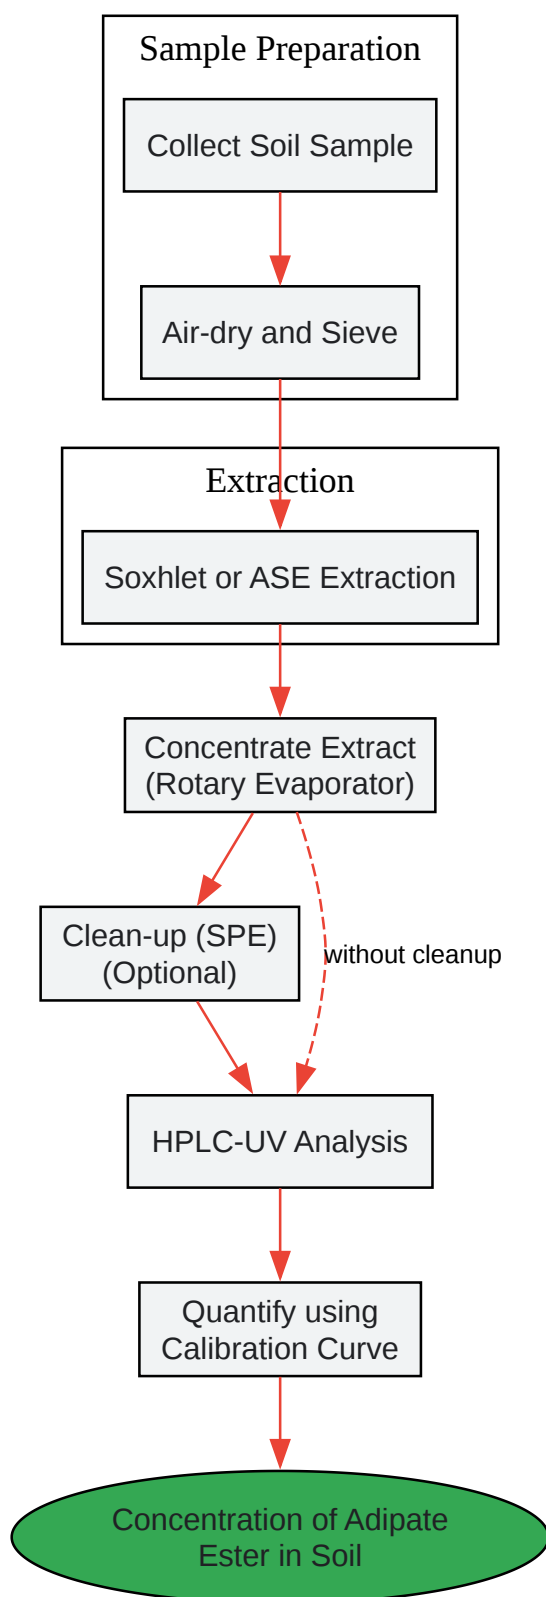 Sample Preparation
Collect Soil Sample
Air-dry and Sieve
Extraction
Soxhlet or ASE Extraction
Concentrate Extract
(Rotary Evaporator)
Clean-up (SPE)
(Optional)
without cleanup
HPLC-UV Analysis
Quantify using
Calibration Curve
Concentration of Adipate
Ester in Soil